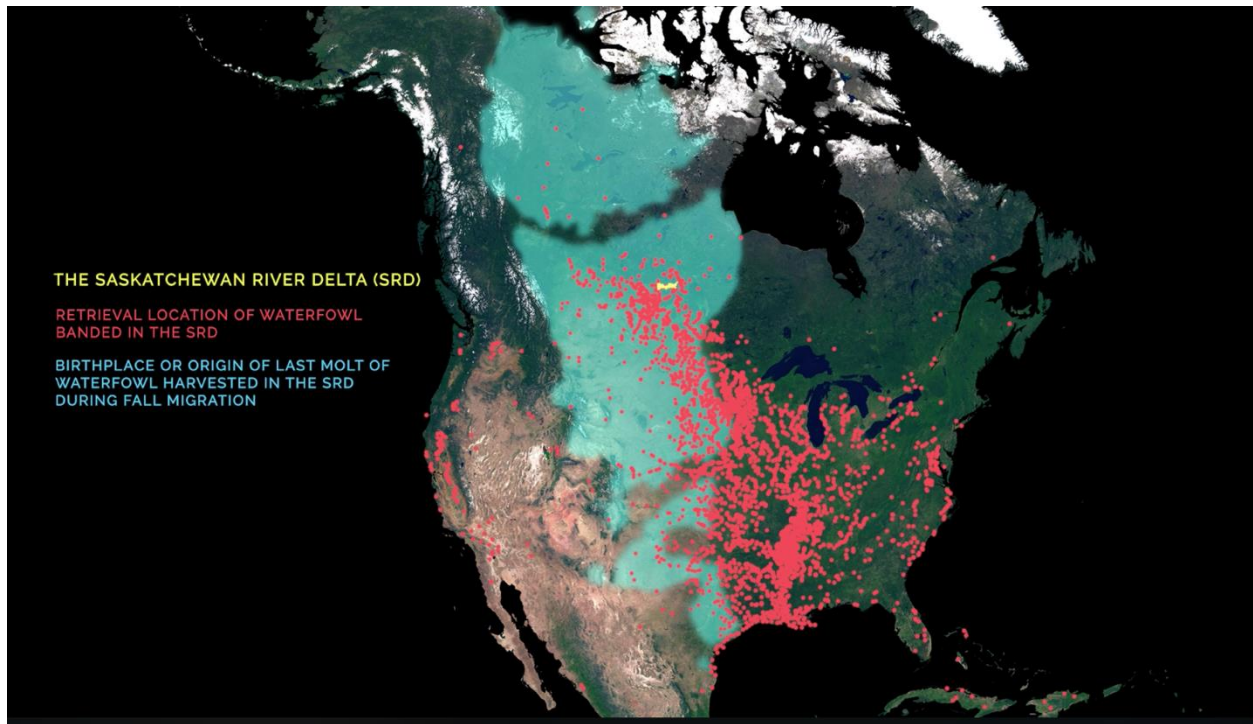 THE SASKATCHEWAN RIVER DELTA (SRD)
RETRIEVAL LOCATION OF WATERFOWL
BANDED IN THE SRD
BIRTHPLACE OR ORIGIN OF LAST MOLT OF
WATERFOWL HARVESTED IN THE SRD
DURING FALL MIGRATION